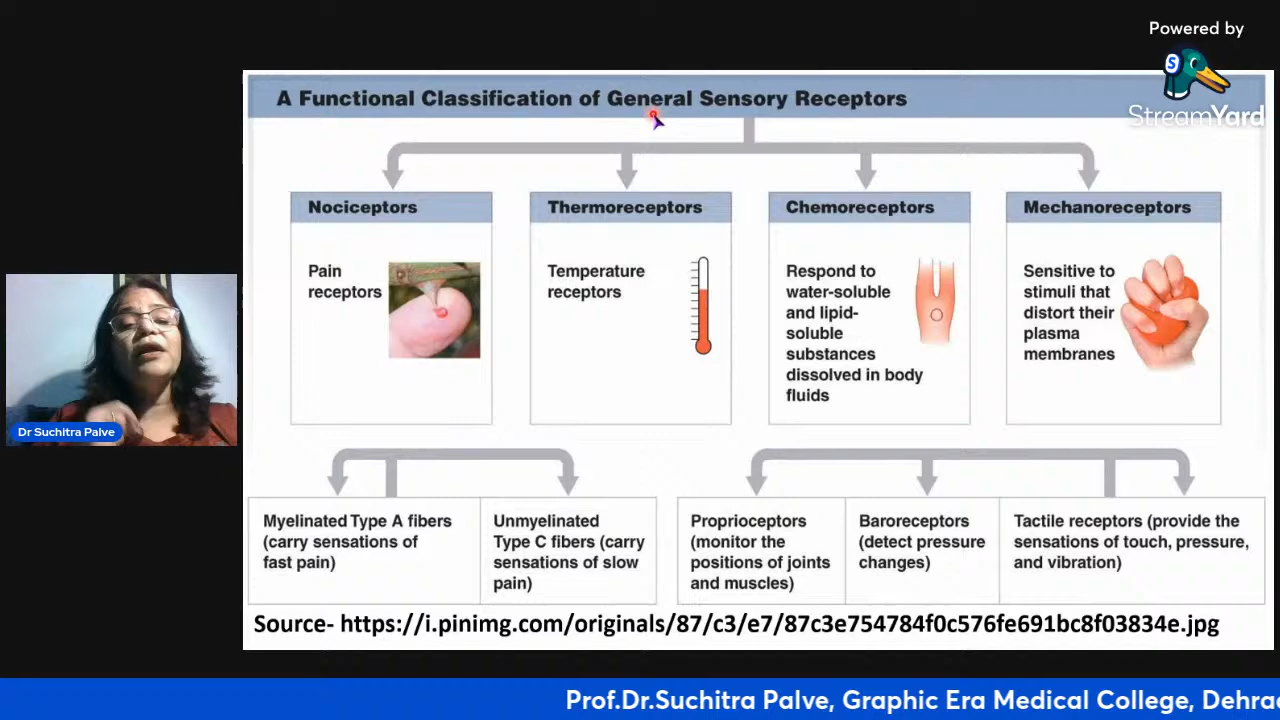 Powered by
S
StreamYard
A Functional Classification of General Sensory Receptors
Nociceptors
Pain
receptors
Thermoreceptors
Temperature
receptors
Chemoreceptors
Respond to
water-soluble
and lipid-
soluble
substances
dissolved in body
fluids
Mechanoreceptors
Sensitive to
stimuli that
distort their
plasma
membranes
Myelinated Type A fibers
(carry sensations of
fast pain)
Unmyelinated
Type C fibers (carry
sensations of slow
pain)
Proprioceptors
(monitor the
positions of joints
and muscles)
Baroreceptors
(detect pressure
changes)
Tactile receptors (provide the
sensations of touch, pressure,
and vibration)
Source- https://i.pinimg.com/originals/87/c3/e7/87c3e754784f0c576fe691bc8f03834e.jpg
Dr Suchitra Palve
Prof.Dr.Suchitra Palve, Graphic Era Medical College, Dehra